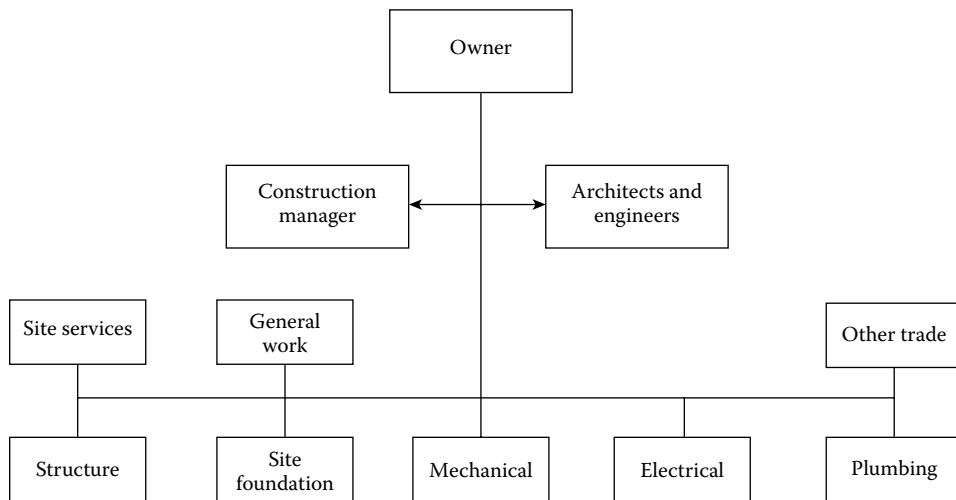 Owner
Construction
manager
Architects and
engineers
Site services
General
work
Other trade
Structure
Site
foundation
Mechanical
Electrical
Plumbing